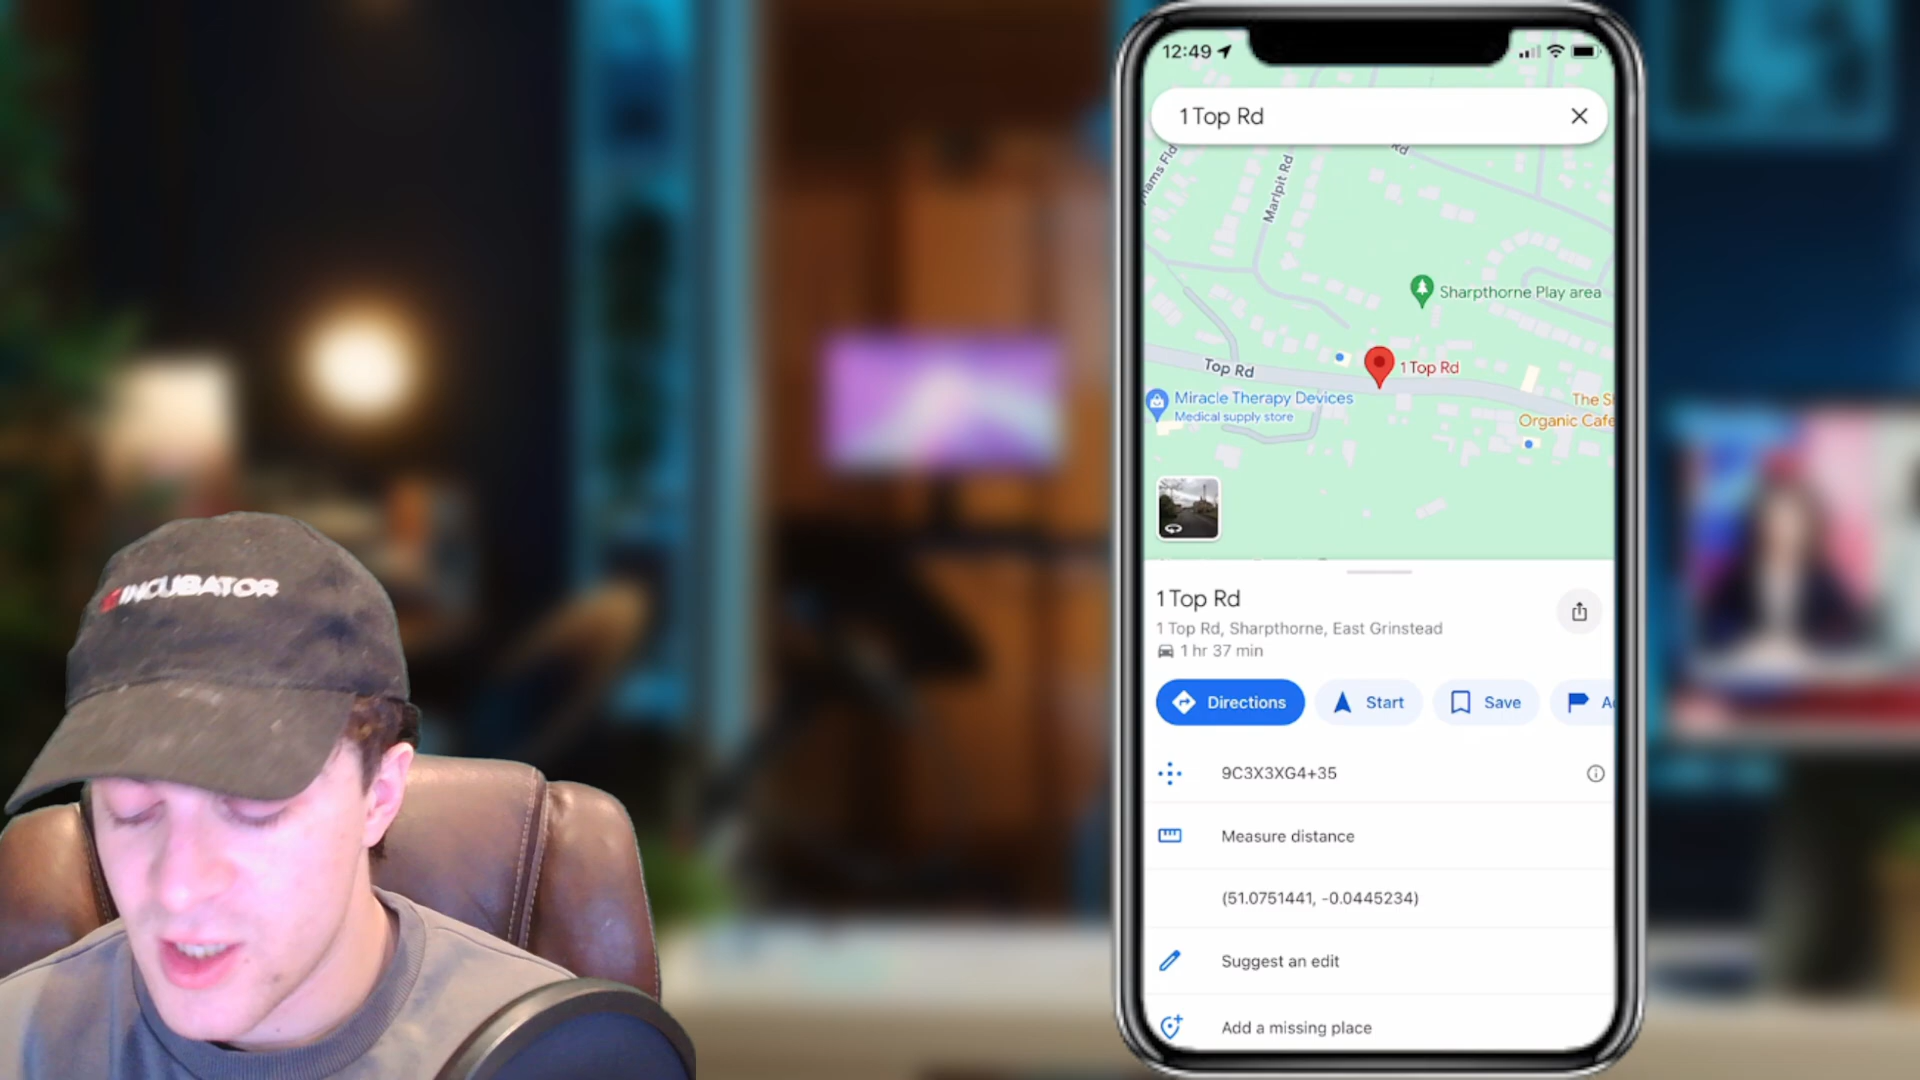 12:49
1 Top Rd
Rd
Marlpit Rd
Sharpthorne Play area
Top Rd
1 Top Rd
Miracle Therapy Devices
Medical supply store
The S
Organic Cafe
1 Top Rd
1 Top Rd, Sharpthorne, East Grinstead
1 hr 37 min
Directions
Start
Save
9C3X3XG4+35
Measure distance
(51.0751441, -0.0445234)
Suggest an edit
Add a missing place
INCUBATOR